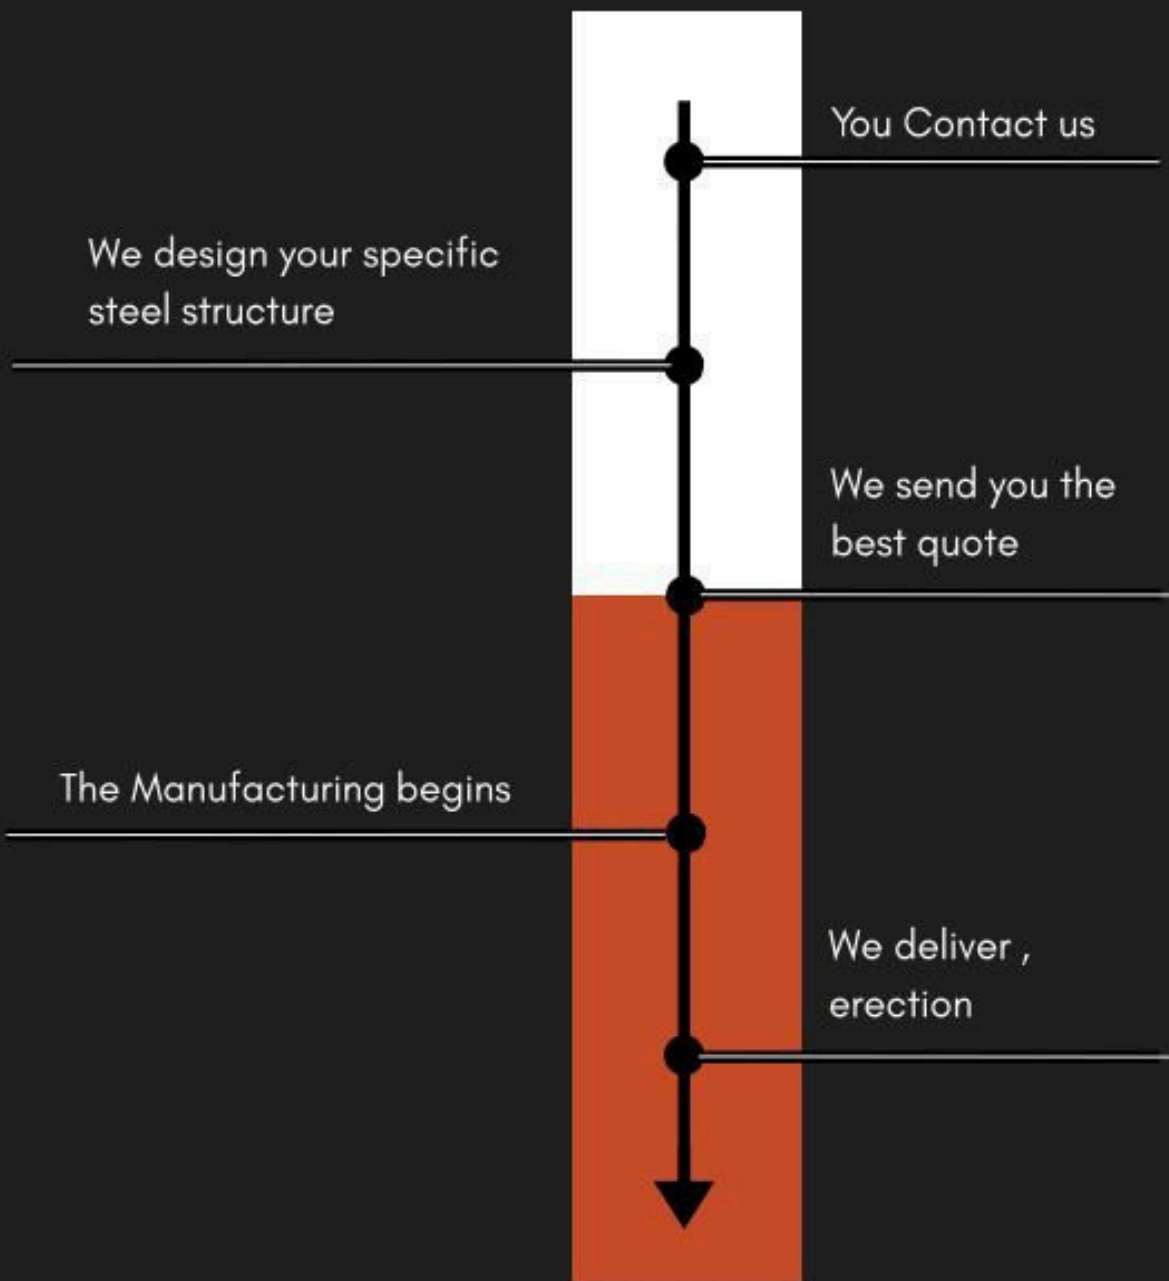 You Contact us
We design your specific
steel structure
We send you the
best quote
The Manufacturing begins
We deliver ,
erection